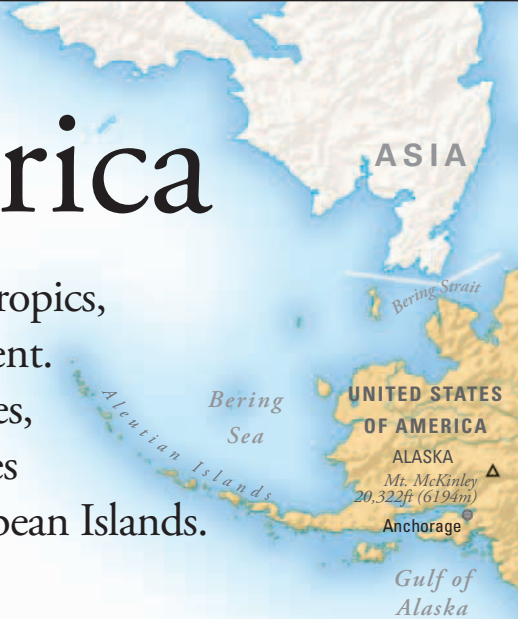 ASIA
rica
Bering Strait
ropics,
ent.
es,
es
bean Islands.
Bering
Sea
Aleutian Islands
UNITED STATES
OF AMERICA
ALASKA
Mt. McKinley
20,322ft (6194m)
Anchorage
Gulf of
Alaska